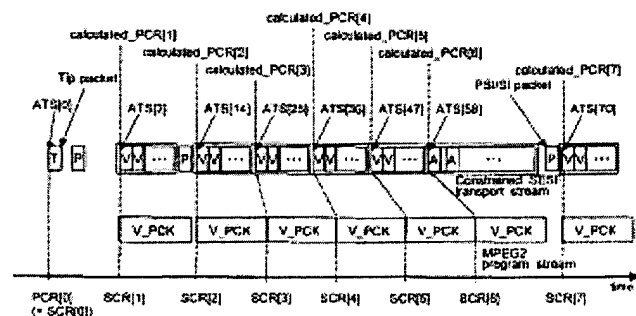 calculated_PCR[4]
calculated_PCR[1]
calculated_PCR[5]
calculated_PCR[2]
calculated_PCR[6]
calculated_PCR[3]
calculated_PCR[7]
Tip packet
PSI/SI packet
ATS[0]
ATS[3]
ATS[14]
ATS[25]
ATS[36]
ATS[47]
ATS[58]
ATS[70]
T P V V ... P V V ... V V ... V V ... V V ... A A ... P V V ...
Constrained SESF
transport stream
V_PCK V_PCK V_PCK V_PCK V_PCK V_PCK V_PCK
MPEG2
program stream
time
PCR[0]
(= SCR[0])
SCR[1]
SCR[2]
SCR[3]
SCR[4]
SCR[5]
SCR[6]
SCR[7]